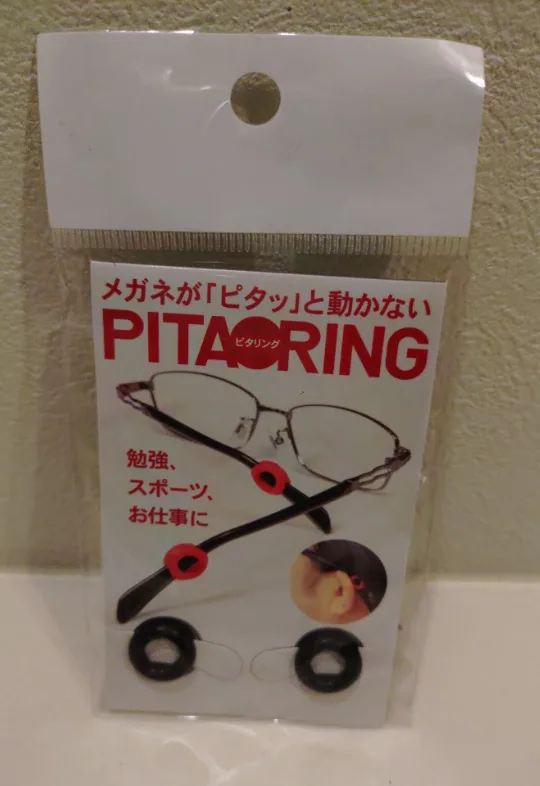 メガネが「ピタッ」と動かない
PITA ピタリング RING
勉強、
スポーツ、
お仕事に